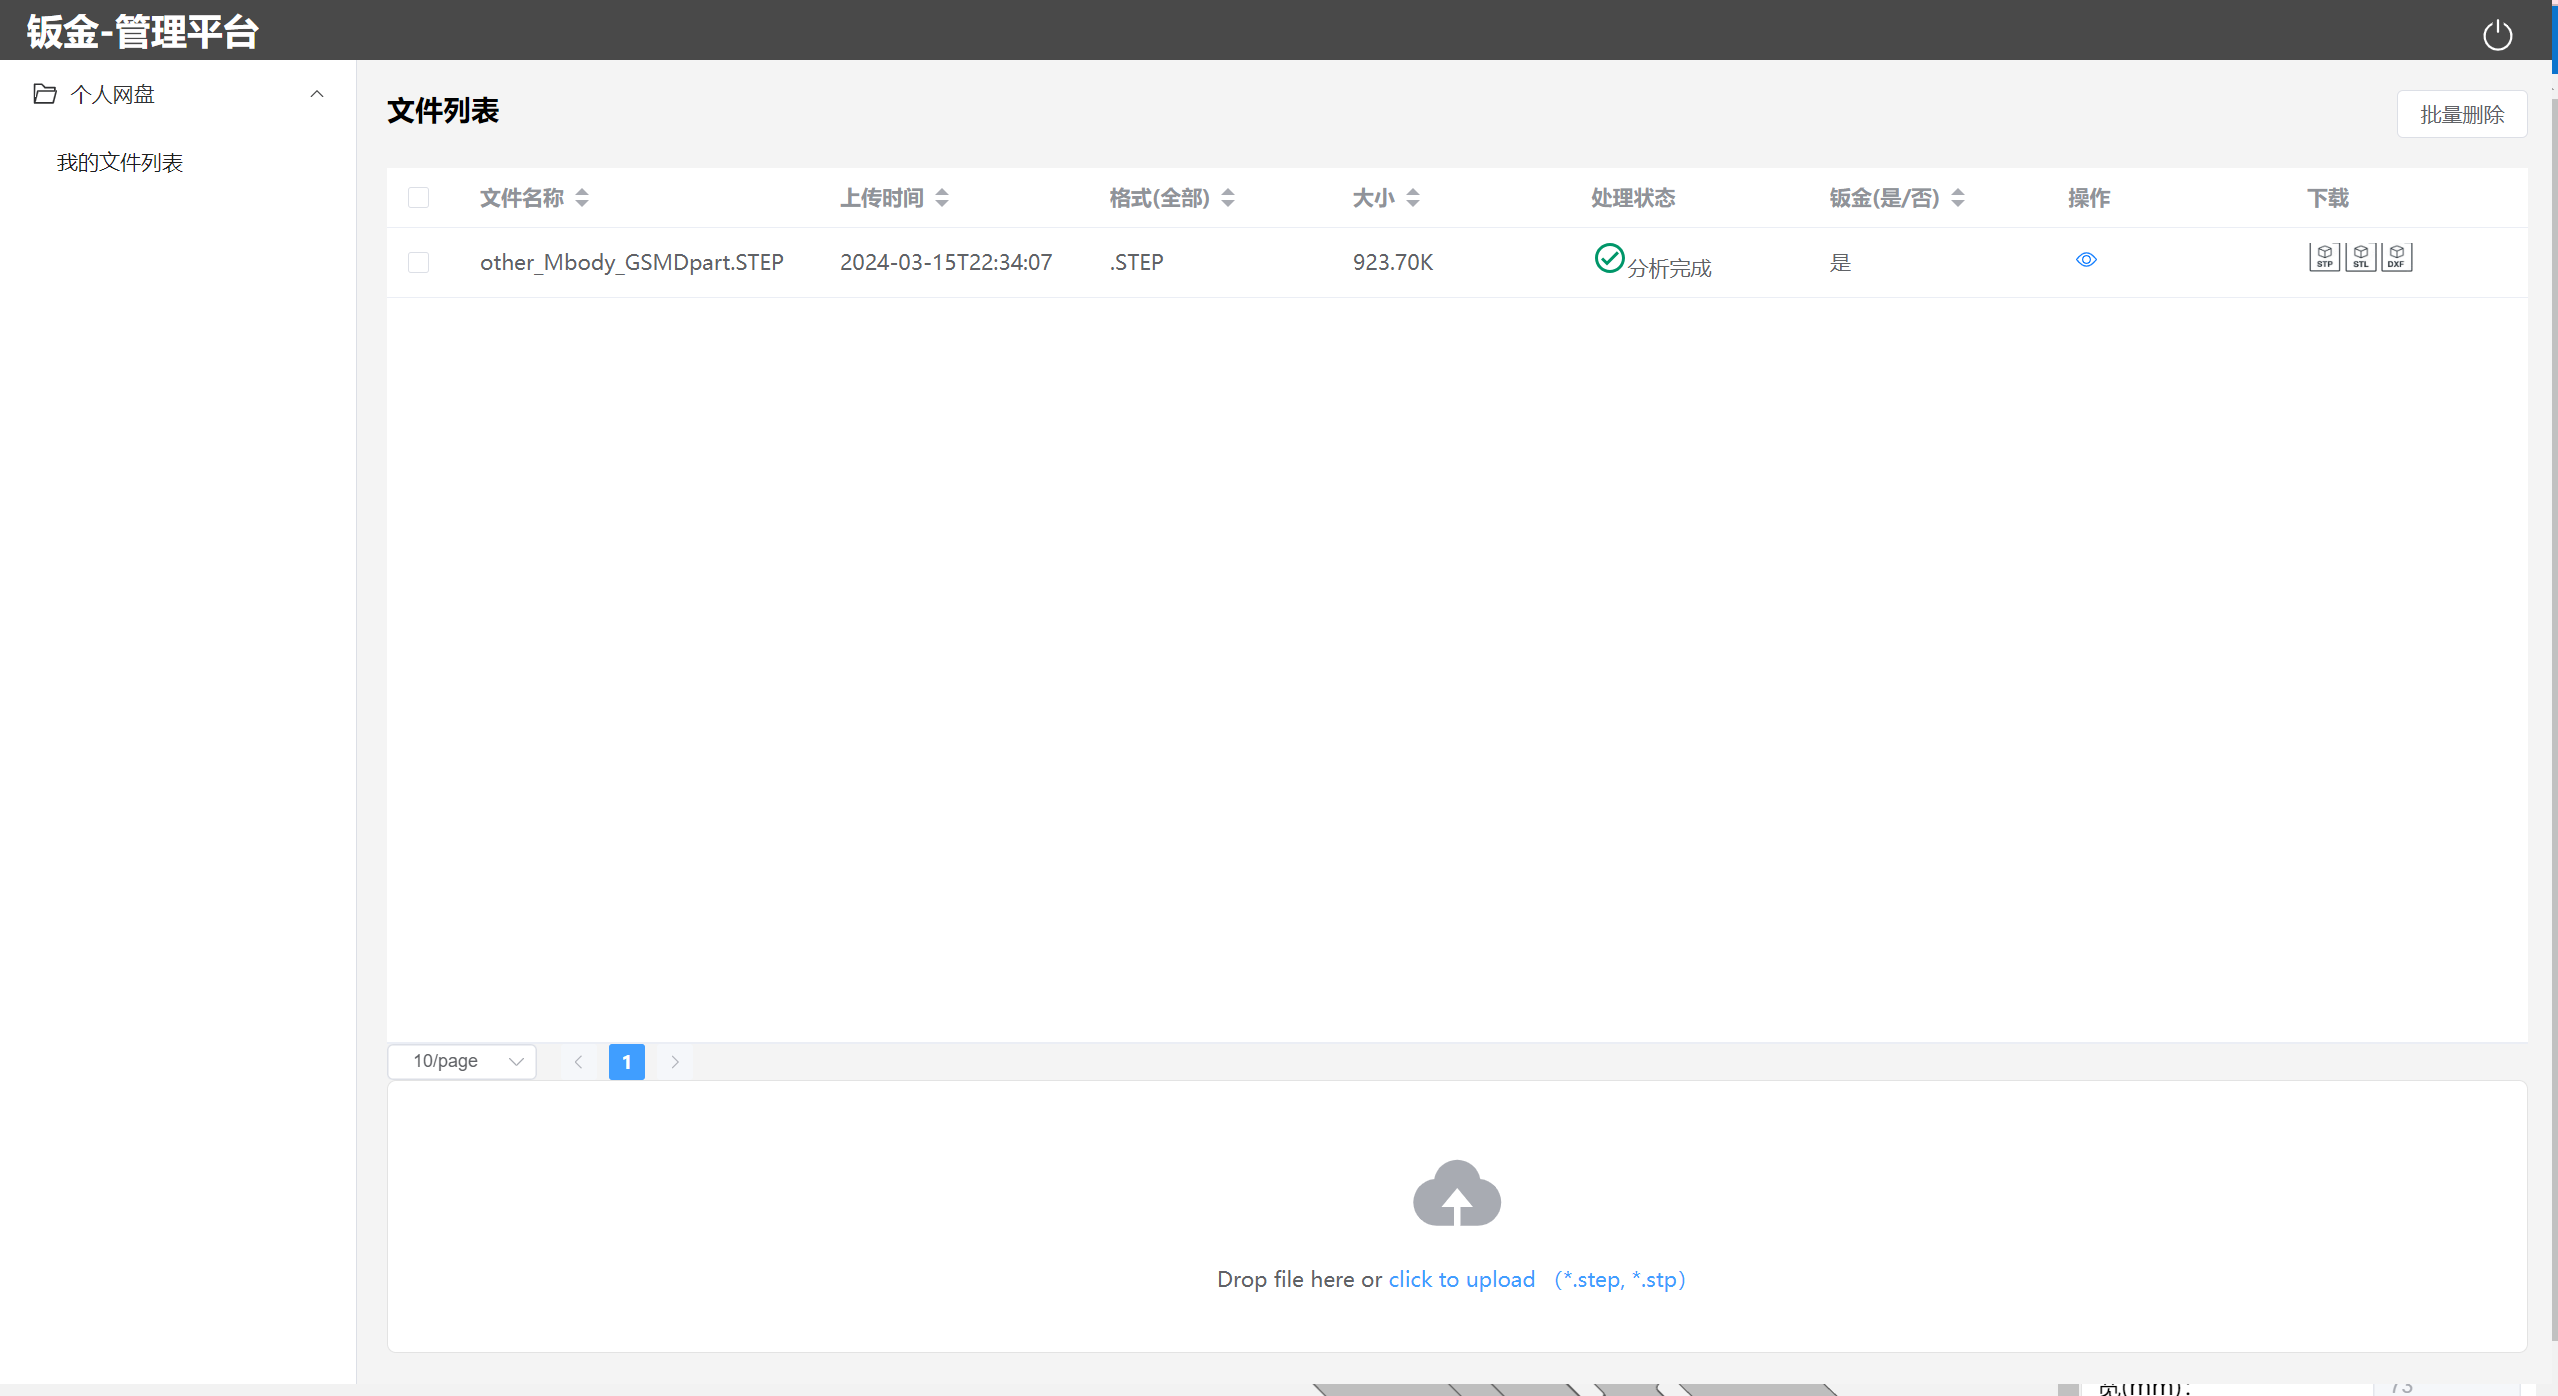 钣金-管理平台
个人网盘
我的文件列表
文件列表
批量删除
文件名称 上传时间 格式(全部) 大小 处理状态 钣金(是/否) 操作 下载
other_Mbody_GSMDpart.STEP 2024-03-15T22:34:07 .STEP 923.70K 分析完成 是 STP STL DXF
10/page 1
Drop file here or click to upload (*.step, *.stp)
宽(mm): 73